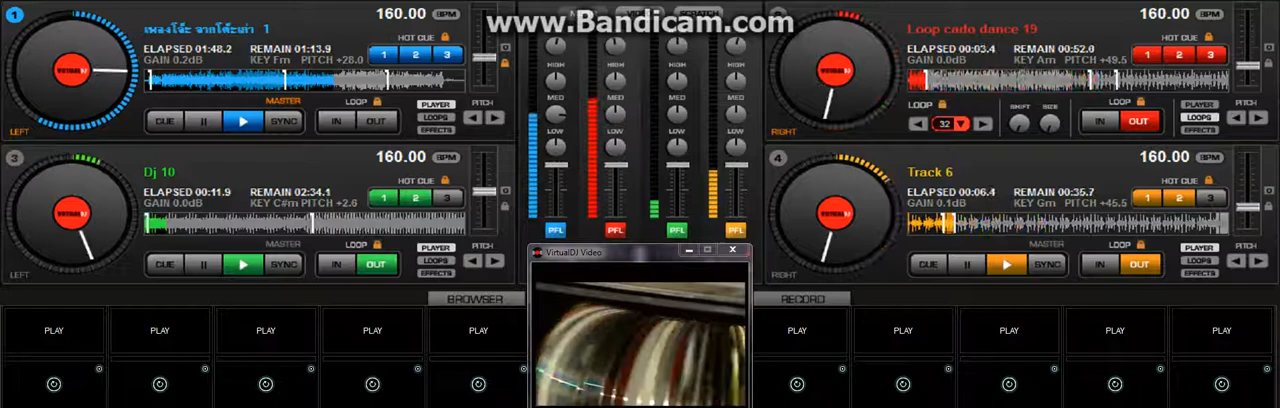 www.Bandicam.com
1
160.00 BPM
เพลงโจ๊ะ จากโต๊ะเก่า 1
HOT CUE
ELAPSED 01:48.2 REMAIN 01:13.9
GAIN 0.2dB KEY Fm PITCH +28.0
1 2 3
MASTER LOOP PLAYER PITCH
CUE SYNC IN OUT LOOPS
EFFECTS
LEFT
HIGH
MED
LOW
PFL PFL PFL PFL
160.00 BPM
Loop cado dance 19
HOT CUE
ELAPSED 00:03.4 REMAIN 00:52.0
GAIN 0.0dB KEY Am PITCH +49.5
1 2 3
LOOP SHIFT SIZE LOOP PLAYER PITCH
32 IN OUT LOOPS
EFFECTS
RIGHT
3
160.00 BPM
Dj 10
HOT CUE
ELAPSED 00:11.9 REMAIN 02:34.1
GAIN 0.0dB KEY C#m PITCH +2.6
1 2 3
MASTER LOOP PLAYER PITCH
CUE SYNC IN OUT LOOPS
EFFECTS
LEFT
4
160.00 BPM
Track 6
HOT CUE
ELAPSED 00:06.4 REMAIN 00:35.7
GAIN 0.1dB KEY Gm PITCH +45.5
1 2 3
MASTER LOOP PLAYER PITCH
CUE SYNC IN OUT LOOPS
EFFECTS
RIGHT
VirtualDJ Video
BROWSER RECORD
PLAY PLAY PLAY PLAY PLAY PLAY PLAY PLAY PLAY PLAY